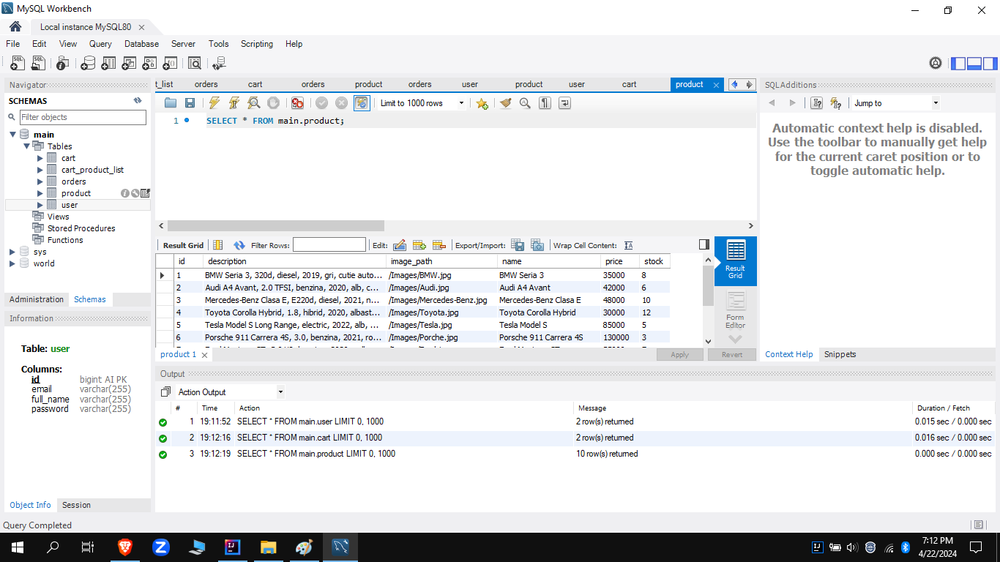 MySQL Workbench
Local instance MySQL80
File Edit View Query Database Server Tools Scripting Help
Navigator
SCHEMAS
Filter objects
main
Tables
cart
cart_product_list
orders
product
user
Views
Stored Procedures
Functions
sys
world
Administration Schemas
Information
Table: user
Columns:
id bigint AI PK
email varchar(255)
full_name varchar(255)
password varchar(255)
Object Info Session
t_list orders cart orders product orders user product user cart product
Limit to 1000 rows
1 SELECT * FROM main.product;
Result Grid Filter Rows: Edit: Export/Import: Wrap Cell Content:
id description image_path name price stock
1 BMW Seria 3, 320d, diesel, 2019, gri, cutie auto... /Images/BMW.jpg BMW Seria 3 35000 8
2 Audi A4 Avant, 2.0 TFSI, benzina, 2020, alb, c... /Images/Audi.jpg Audi A4 Avant 42000 6
3 Mercedes-Benz Clasa E, E220d, diesel, 2021, n... /Images/Mercedes-Benz.jpg Mercedes-Benz Clasa E 48000 10
4 Toyota Corolla Hybrid, 1.8, hibrid, 2020, albast... /Images/Toyota.jpg Toyota Corolla Hybrid 30000 12
5 Tesla Model S Long Range, electric, 2022, alb, ... /Images/Tesla.jpg Tesla Model S 85000 5
6 Porsche 911 Carrera 4S, 3.0, benzina, 2021, ro... /Images/Porche.jpg Porsche 911 Carrera 4S 130000 3
Result Grid
Form Editor
product 1
Apply Revert
SQLAdditions
Jump to
Automatic context help is disabled.
Use the toolbar to manually get help
for the current caret position or to
toggle automatic help.
Context Help Snippets
Output
Action Output
# Time Action Message Duration / Fetch
1 19:11:52 SELECT * FROM main.user LIMIT 0, 1000 2 row(s) returned 0.015 sec / 0.000 sec
2 19:12:16 SELECT * FROM main.cart LIMIT 0, 1000 2 row(s) returned 0.016 sec / 0.000 sec
3 19:12:19 SELECT * FROM main.product LIMIT 0, 1000 10 row(s) returned 0.000 sec / 0.000 sec
Query Completed
7:12 PM
4/22/2024